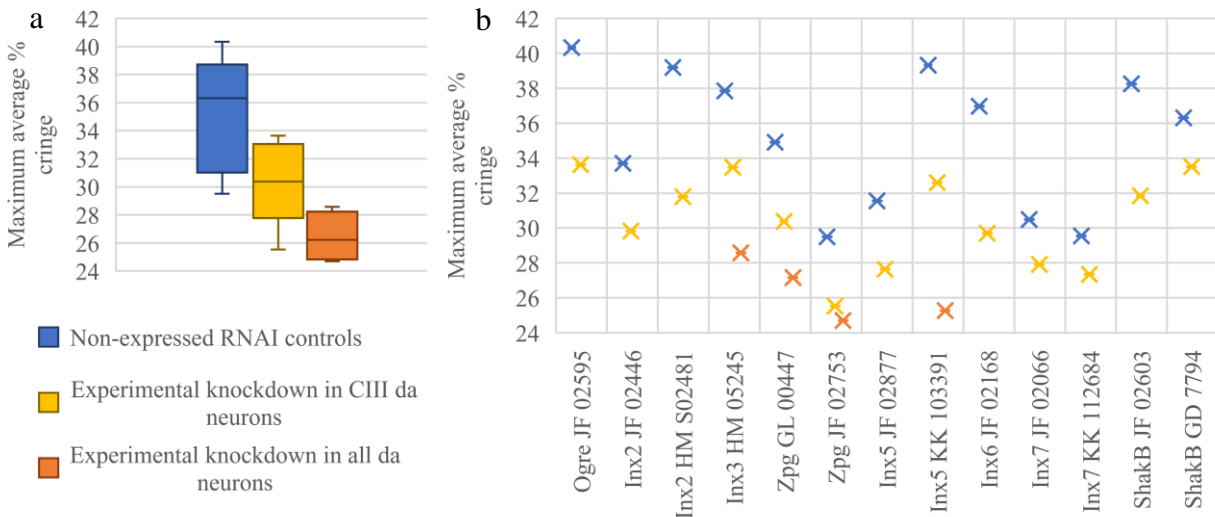 a
Maximum average %
cringe
42
40
38
36
34
32
30
28
26
24
Non-expressed RNAI controls
Experimental knockdown in CIII da
neurons
Experimental knockdown in all da
neurons
b
Maximum average %
cringe
42
40
38
36
34
32
30
28
26
24
Ogre JF 02595
Inx2 JF 02446
Inx2 HM S02481
Inx3 HM 05245
Zpg GL 00447
Zpg JF 02753
Inx5 JF 02877
Inx5 KK 103391
Inx6 JF 02168
Inx7 JF 02066
Inx7 KK 112684
ShakB JF 02603
ShakB GD 7794